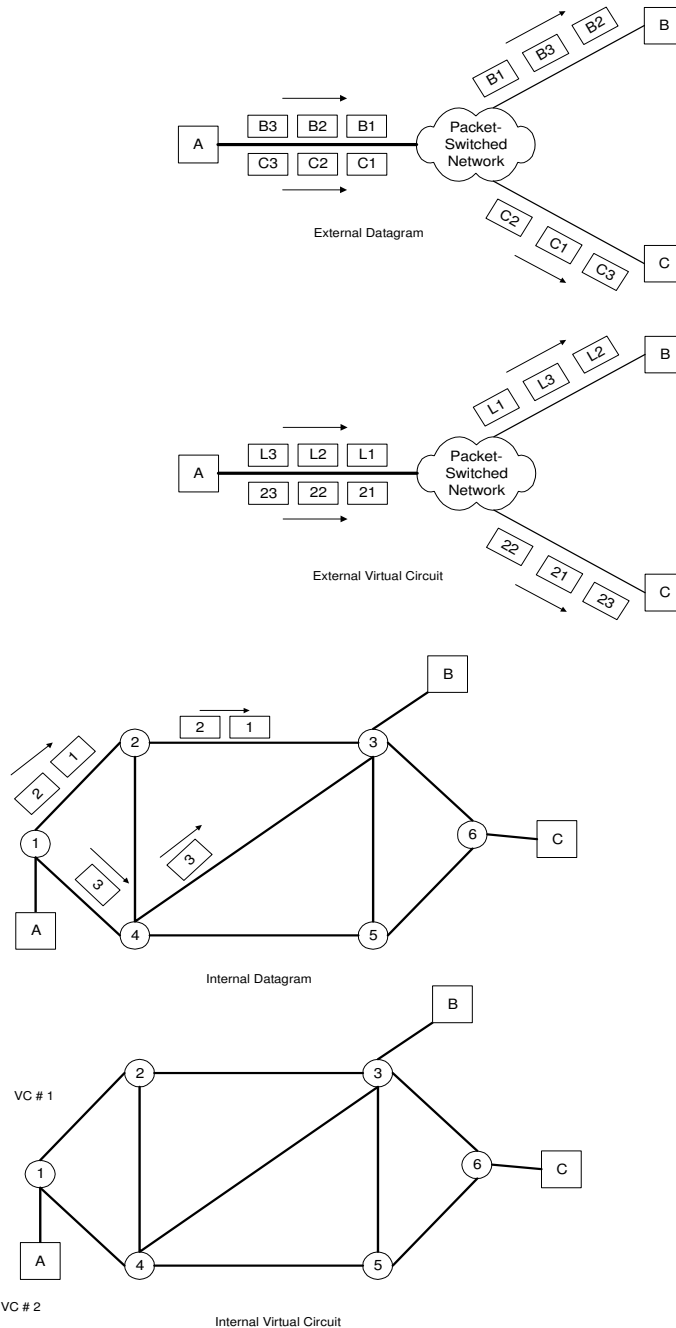 B2
B
B3
B1
B3 B2 B1
Packet-
Switched
Network
A
C3 C2 C1
C2
External Datagram
C1
C
C3
L2
B
L3
L1
L3 L2 L1
Packet-
Switched
Network
A
23 22 21
22
External Virtual Circuit
21
C
23
B
2 1
2
3
1
2
6
C
1
3
3
A
4
5
Internal Datagram
B
2
3
VC # 1
6
C
1
A
4
5
VC # 2
Internal Virtual Circuit